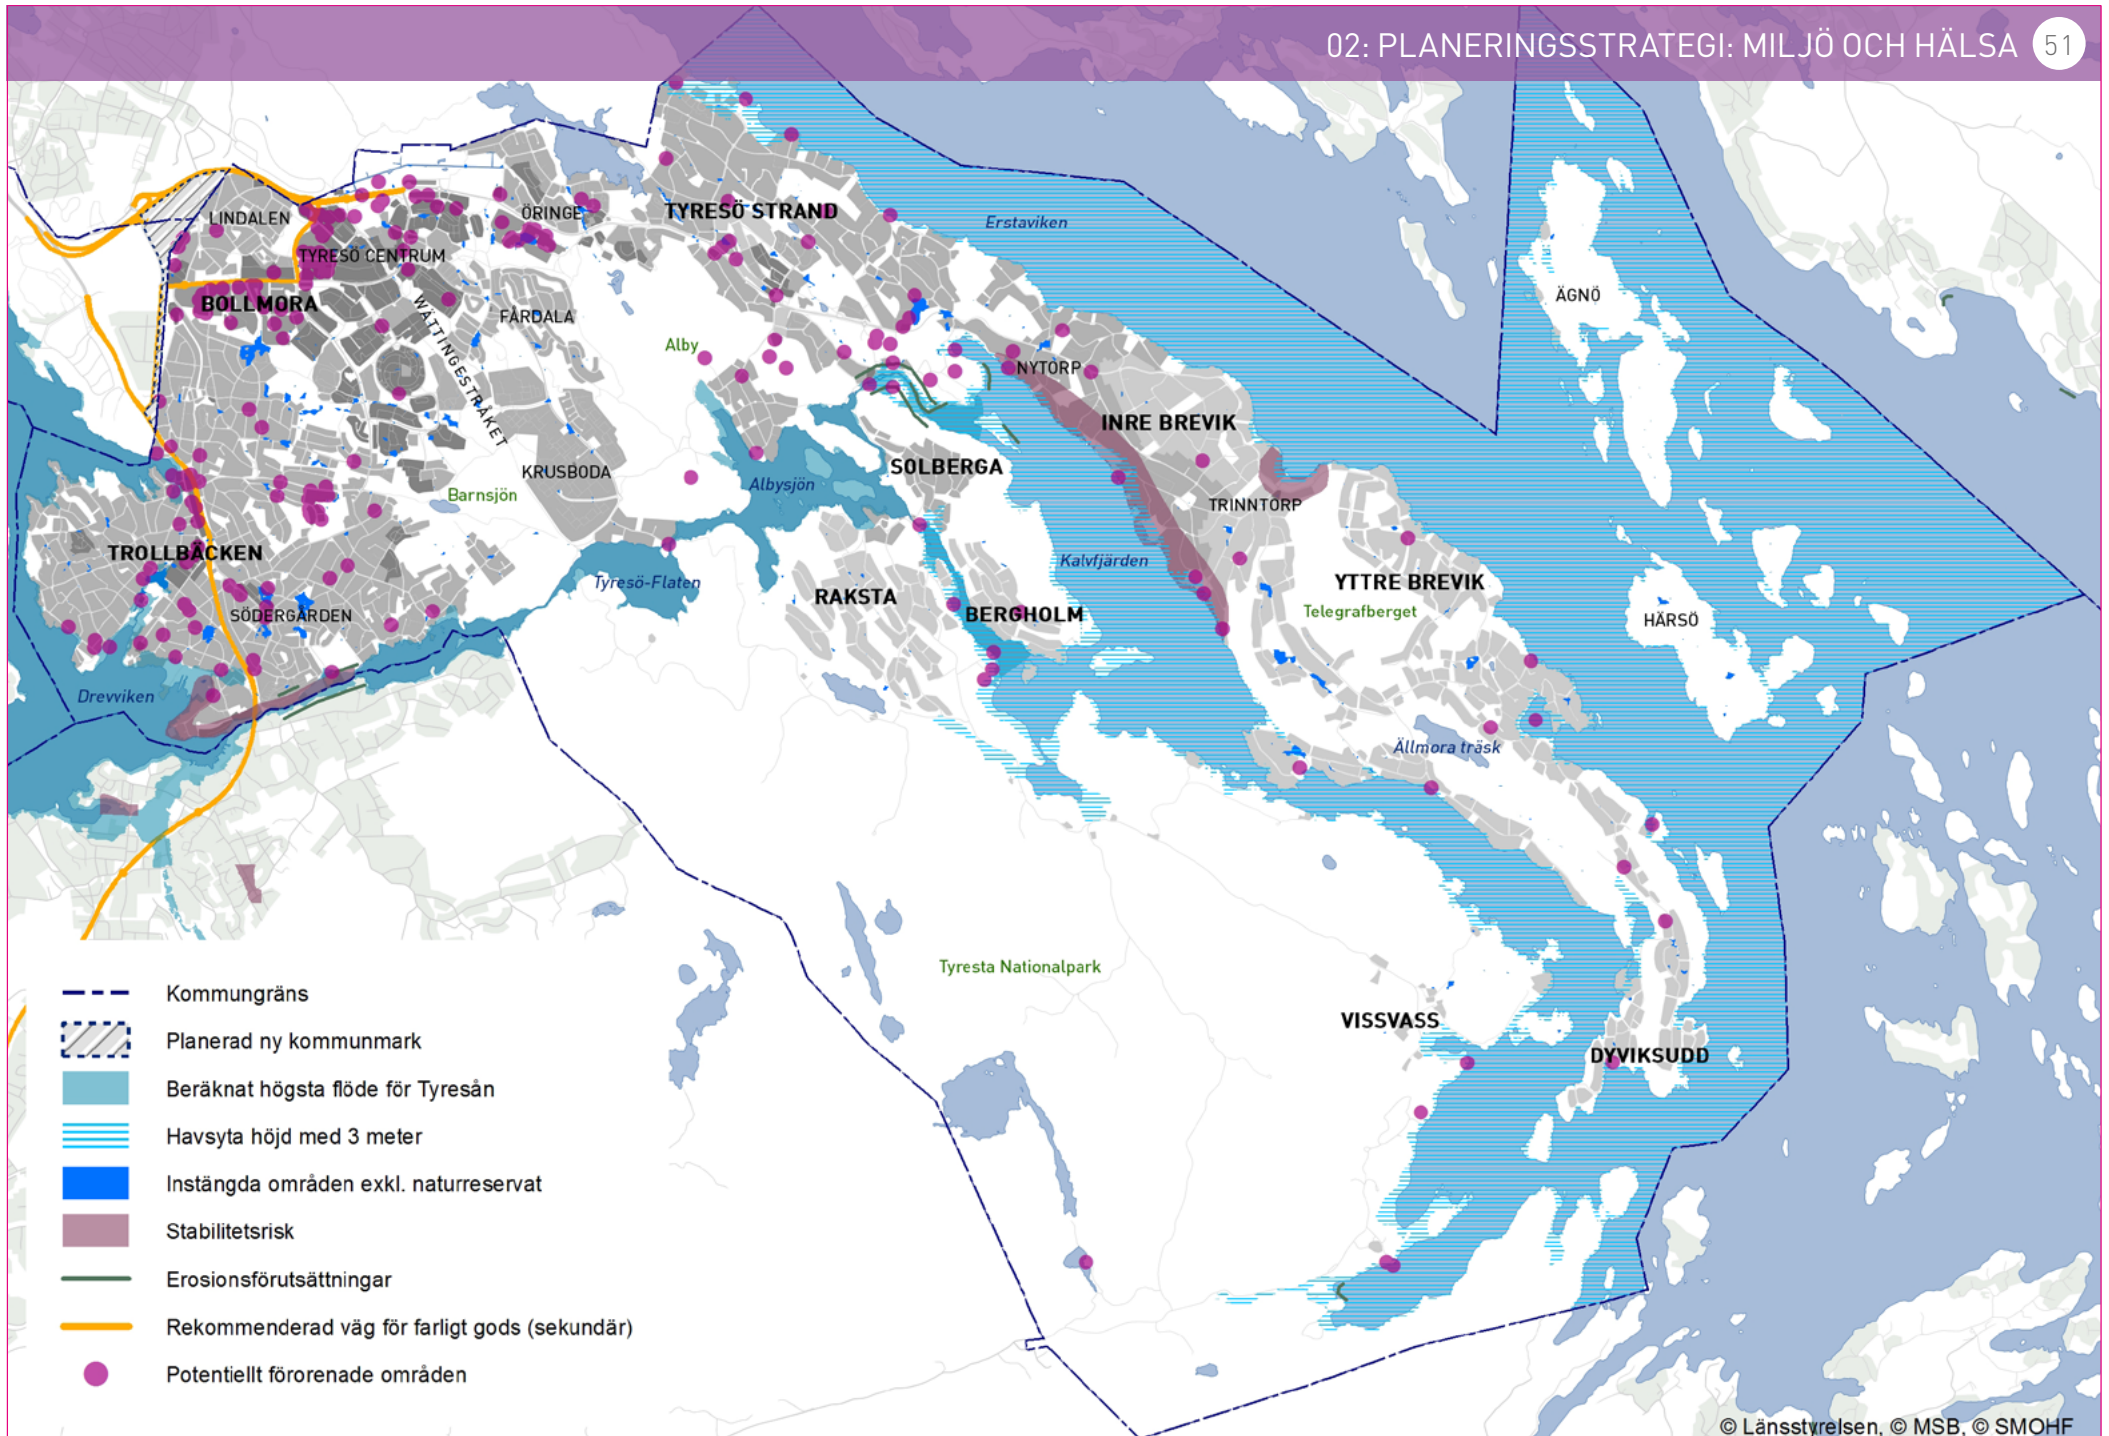 02: PLANERINGSSTRATEGI: MILJÖ OCH HÄLSA 51
LINDALEN
ÖRINGE
TYRESÖ STRAND
Erstaviken
TYRESÖ CENTRUM
BOLLMORA
WÄTTINGESTRÅKET
FÅRDALA
ÄGNÖ
Alby
NYTORP
INRE BREVIK
KRUSBODA
SOLBERGA
Albysjön
Barnsjön
TRINNTORP
TROLLBÄCKEN
Kalvfjärden
Tyresö-Flaten
YTTRE BREVIK
RAKSTA
Telegrafberget
SÖDERGÅRDEN
BERGHOLM
HÄRSÖ
Drevviken
Ällmora träsk
Tyresta Nationalpark
VISSVASS
DYVIKSUDD
Kommungräns
Planerad ny kommunmark
Beräknat högsta flöde för Tyresån
Havsyta höjd med 3 meter
Instängda områden exkl. naturreservat
Stabilitetsrisk
Erosionsförutsättningar
Rekommenderad väg för farligt gods (sekundär)
Potentiellt förorenade områden
© Länsstyrelsen, © MSB, © SMOHF